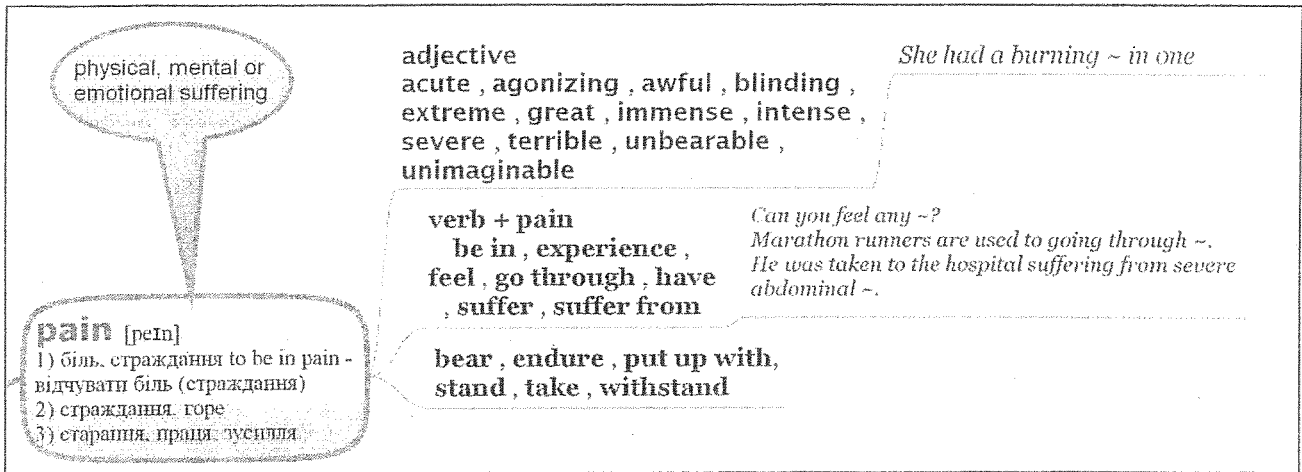 physical, mental or
emotional suffering
adjective
acute , agonizing , awful , blinding ,
extreme , great , immense , intense ,
severe , terrible , unbearable ,
unimaginable
She had a burning ~ in one
verb + pain
be in , experience ,
feel , go through , have
, suffer , suffer from
Can you feel any ~?
Marathon runners are used to going through ~.
He was taken to the hospital suffering from severe
abdominal ~.
pain [peɪn]
1) біль, страждання to be in pain -
відчувати біль (страждання)
2) страждання, горе
3) старання, праця, зусилля
bear , endure , put up with,
stand , take , withstand